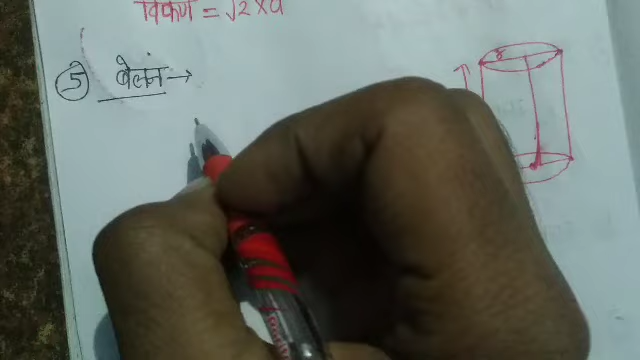 विकर्ण = √2 × a
5 बेलन →
r